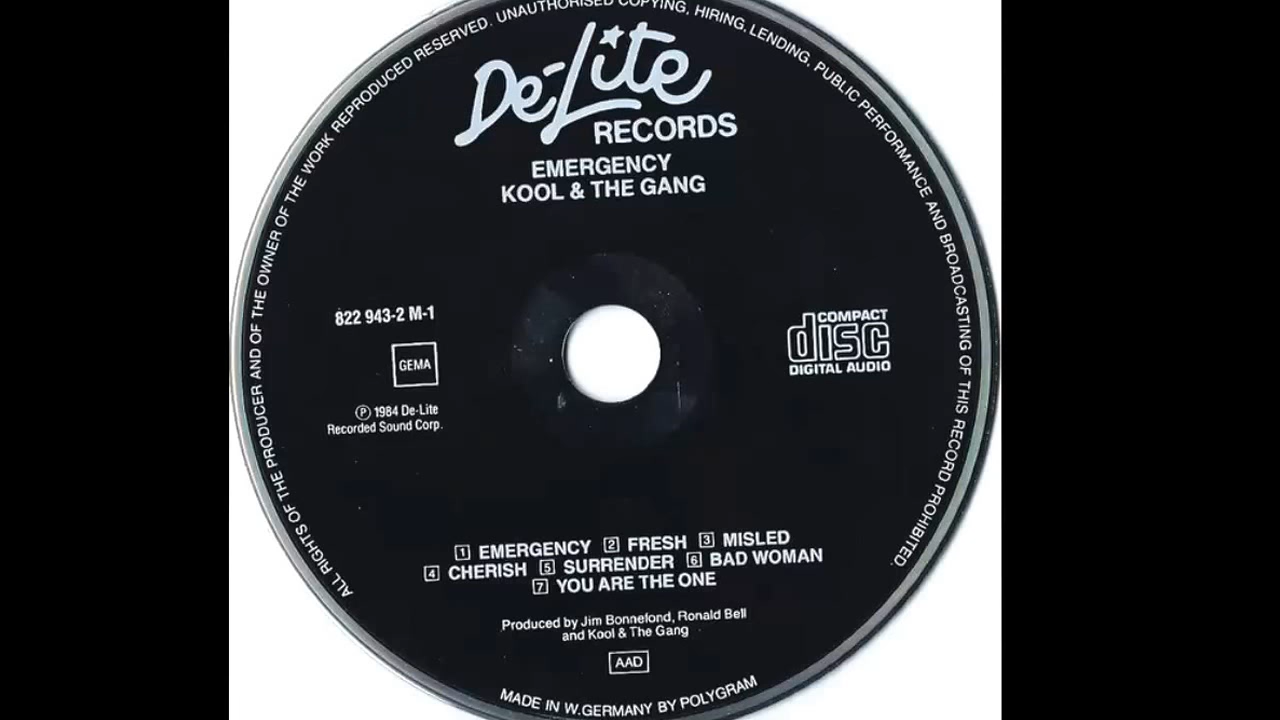 ALL RIGHTS OF THE PRODUCER AND OF THE OWNER OF THE WORK REPRODUCED RESERVED. UNAUTHORISED COPYING, HIRING, LENDING, PUBLIC PERFORMANCE AND BROADCASTING OF THIS RECORD PROHIBITED.
De-Lite
RECORDS
EMERGENCY
KOOL & THE GANG
822 943-2 M-1
GEMA
℗ 1984 De-Lite
Recorded Sound Corp.
COMPACT
disc
DIGITAL AUDIO
1 EMERGENCY 2 FRESH 3 MISLED
4 CHERISH 5 SURRENDER 6 BAD WOMAN
7 YOU ARE THE ONE
Produced by Jim Bonnefond, Ronald Bell
and Kool & The Gang
AAD
MADE IN W.GERMANY BY POLYGRAM